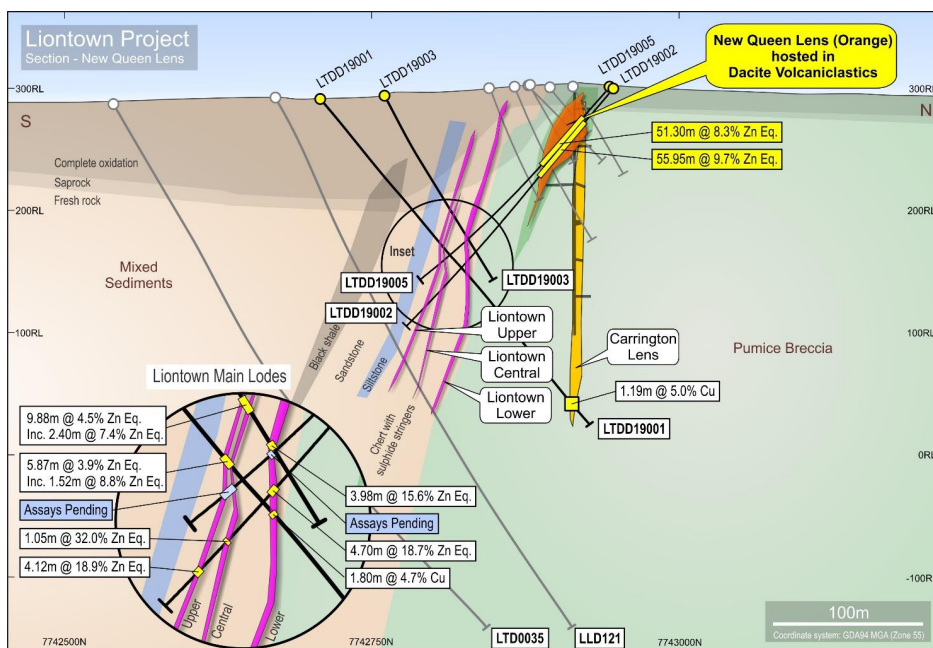 Liontown Project
Section - New Queen Lens
LTDD19001
LTDD19003
LTDD19005
LTDD19002
New Queen Lens (Orange)
hosted in
Dacite Volcaniclastics
300RL
300RL
S
N
51.30m @ 8.3% Zn Eq.
55.95m @ 9.7% Zn Eq.
Complete oxidation
Saprock
Fresh rock
200RL
200RL
Inset
Mixed
Sediments
LTDD19005
LTDD19003
LTDD19002
Liontown
Upper
100RL
100RL
Black shale
Sandstone
Siltstone
Liontown
Central
Carrington
Lens
Pumice Breccia
Liontown Main Lodes
Liontown
Lower
1.19m @ 5.0% Cu
LTDD19001
Chert with
sulphide stringers
9.88m @ 4.5% Zn Eq.
Inc. 2.40m @ 7.4% Zn Eq.
0RL
0RL
5.87m @ 3.9% Zn Eq.
Inc. 1.52m @ 8.8% Zn Eq.
3.98m @ 15.6% Zn Eq.
Assays Pending
Assays Pending
1.05m @ 32.0% Zn Eq.
4.70m @ 18.7% Zn Eq.
4.12m @ 18.9% Zn Eq.
1.80m @ 4.7% Cu
-100RL
-100RL
Upper
Central
Lower
100m
Coordinate system: GDA94 MGA (Zone 55)
7742500N
7742750N
LTD0035
LLD121
7743000N